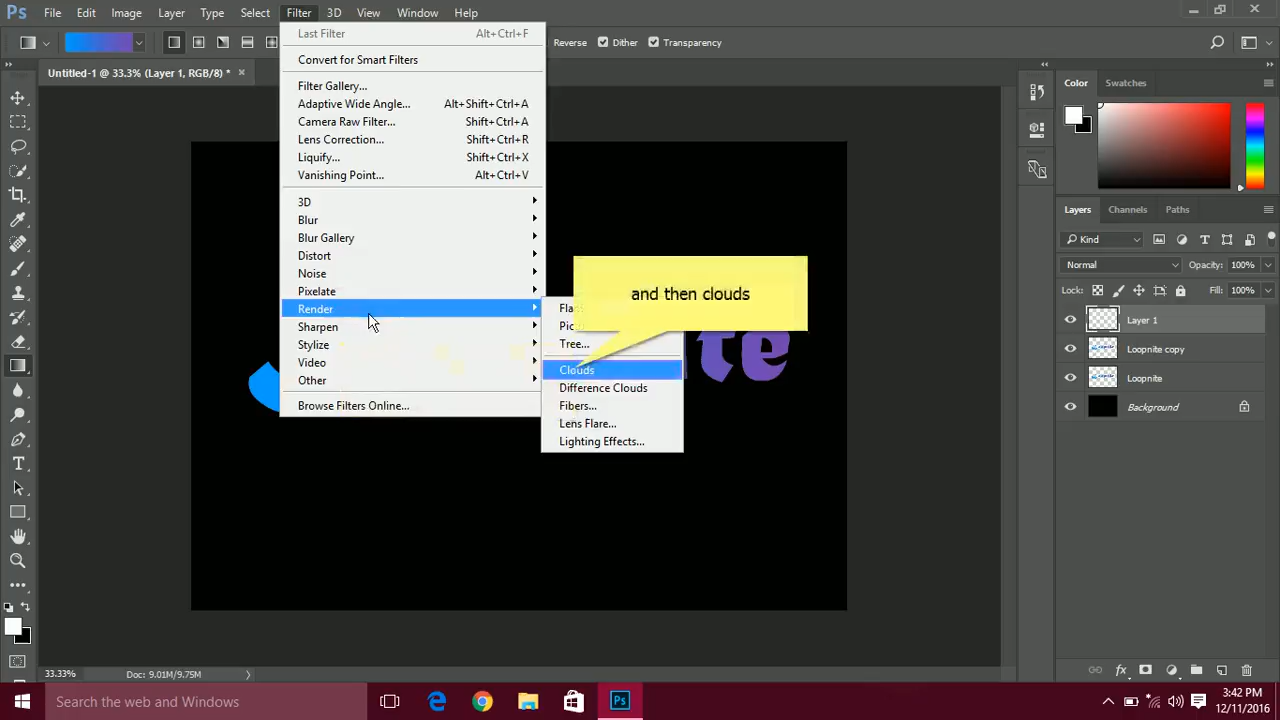 Ps File Edit Image Layer Type Select Filter 3D View Window Help
Reverse Dither Transparency
Untitled-1 @ 33.3% (Layer 1, RGB/8) *
Last Filter Alt+Ctrl+F
Convert for Smart Filters
Filter Gallery...
Adaptive Wide Angle... Alt+Shift+Ctrl+A
Camera Raw Filter... Shift+Ctrl+A
Lens Correction... Shift+Ctrl+R
Liquify... Shift+Ctrl+X
Vanishing Point... Alt+Ctrl+V
3D
Blur
Blur Gallery
Distort
Noise
Pixelate
Render
Sharpen
Stylize
Video
Other
Browse Filters Online...
Tree...
Clouds
Difference Clouds
Fibers...
Lens Flare...
Lighting Effects...
and then clouds
te
Color Swatches
Layers Channels Paths
Kind
Normal Opacity: 100%
Lock: Fill: 100%
Layer 1
Loopnite copy
Loopnite
Background
33.33% Doc: 9.01M/9.75M
Search the web and Windows
Ps
3:42 PM
12/11/2016